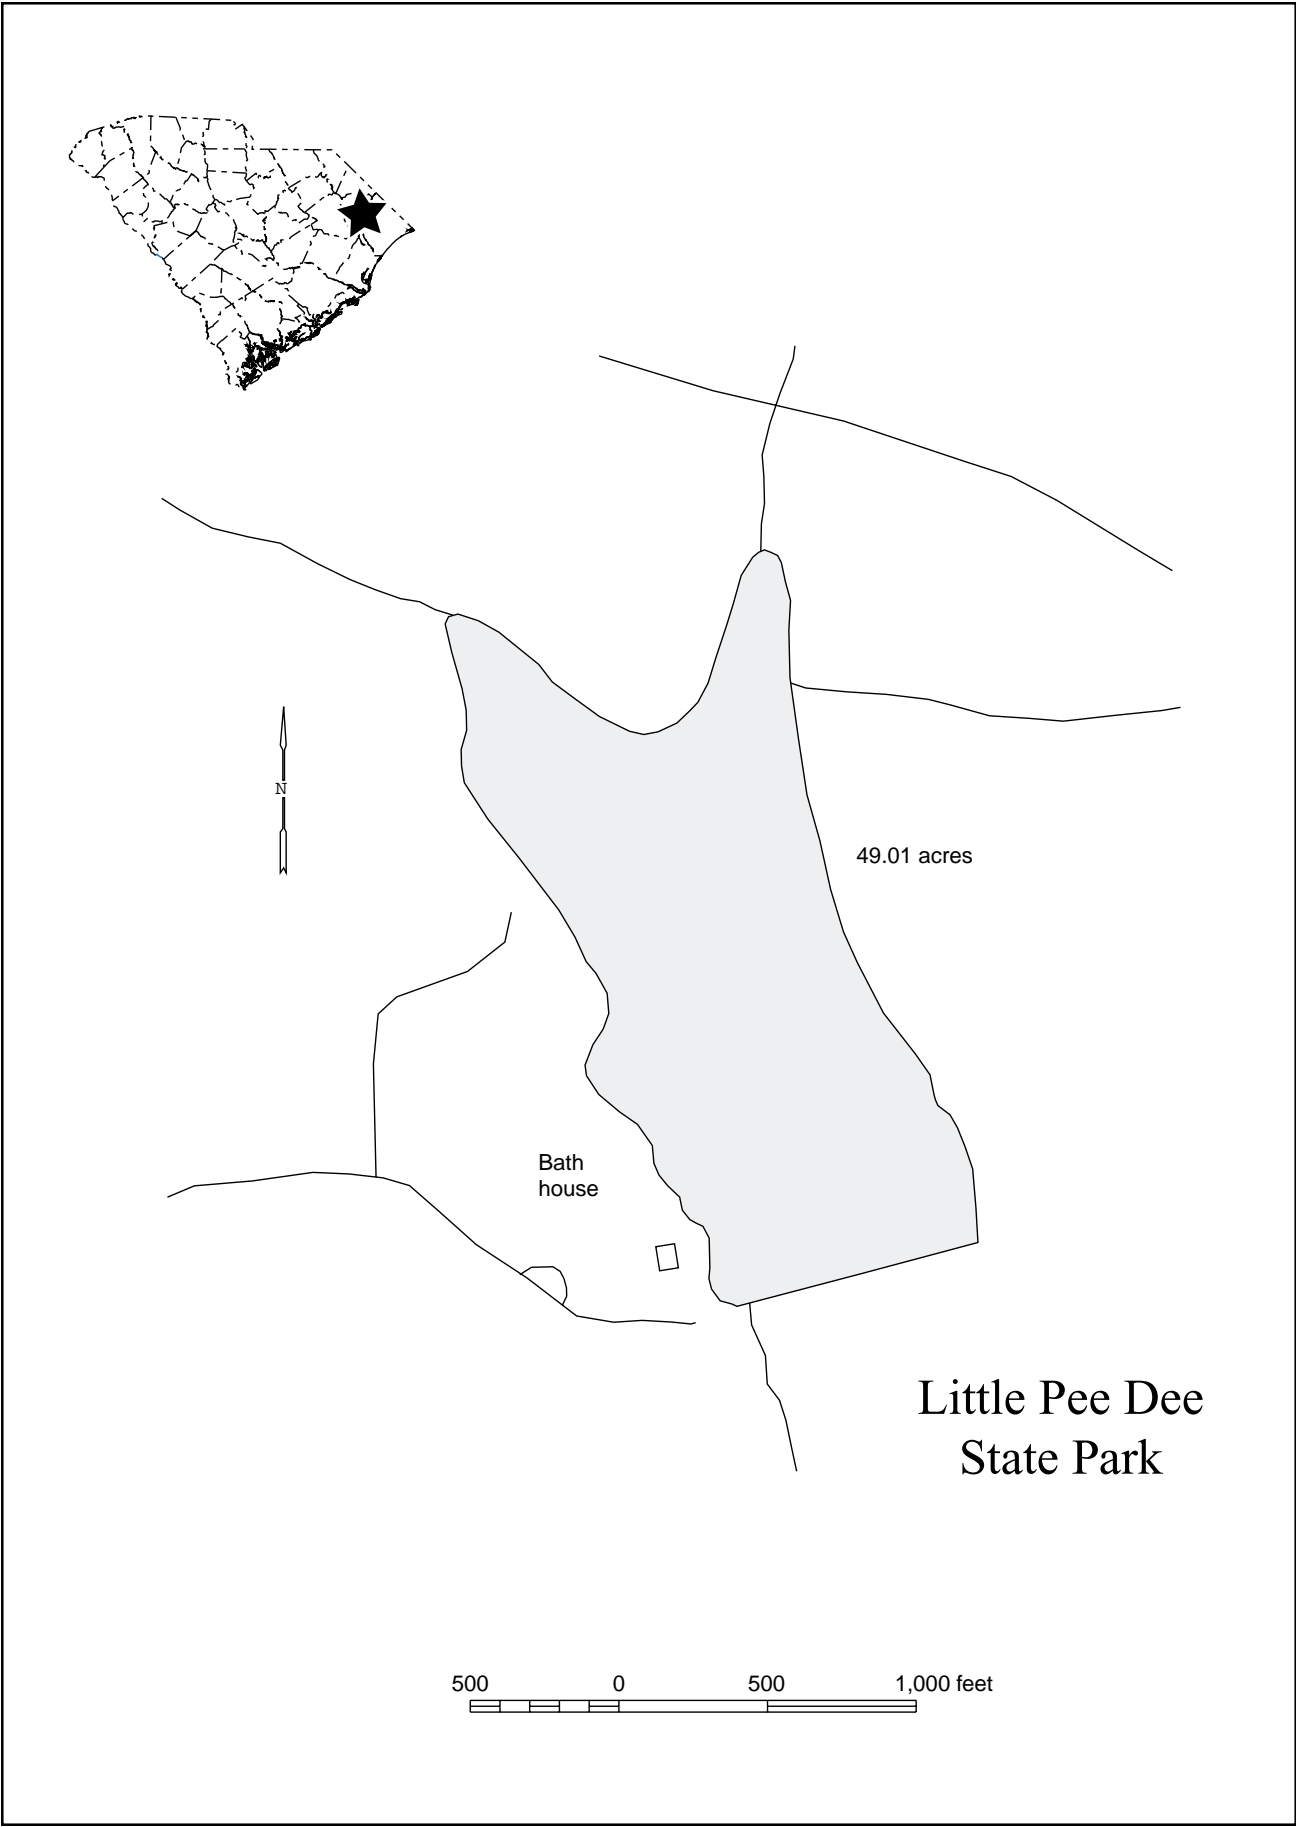 N
49.01 acres
Bath
house
Little Pee Dee
State Park
500 0 500 1,000 feet